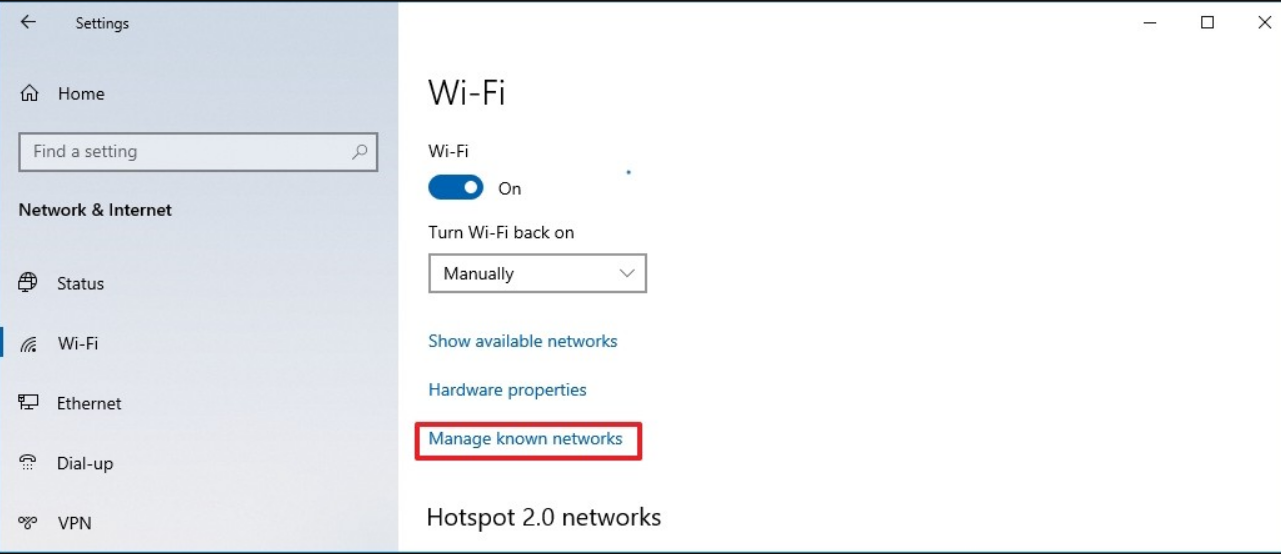 Settings
Home
Find a setting
Network & Internet
Status
Wi-Fi
Ethernet
Dial-up
VPN
Wi-Fi
Wi-Fi
On
Turn Wi-Fi back on
Manually
Show available networks
Hardware properties
Manage known networks
Hotspot 2.0 networks